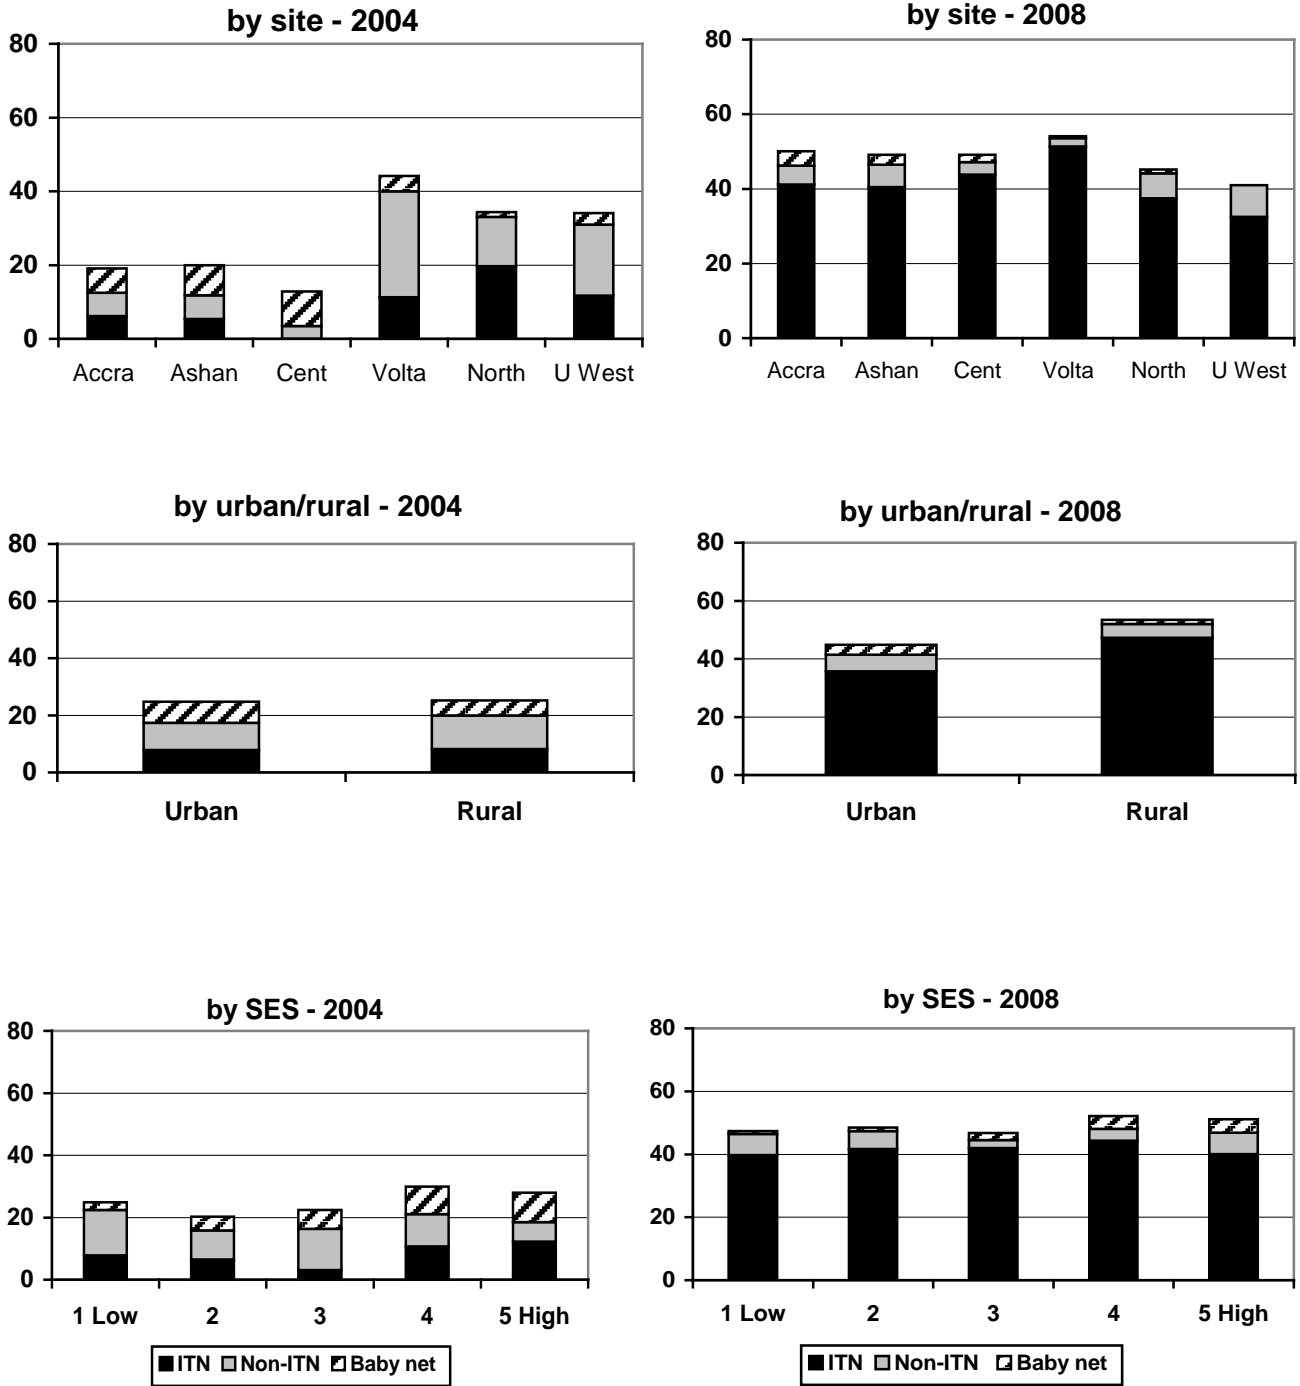 by site - 2004
80
60
40
20
0
Accra Ashan Cent Volta North U West
by site - 2008
80
60
40
20
0
Accra Ashan Cent Volta North U West
by urban/rural - 2004
80
60
40
20
0
Urban Rural
by urban/rural - 2008
80
60
40
20
0
Urban Rural
by SES - 2004
80
60
40
20
0
1 Low 2 3 4 5 High
ITN Non-ITN Baby net
by SES - 2008
80
60
40
20
0
1 Low 2 3 4 5 High
ITN Non-ITN Baby net